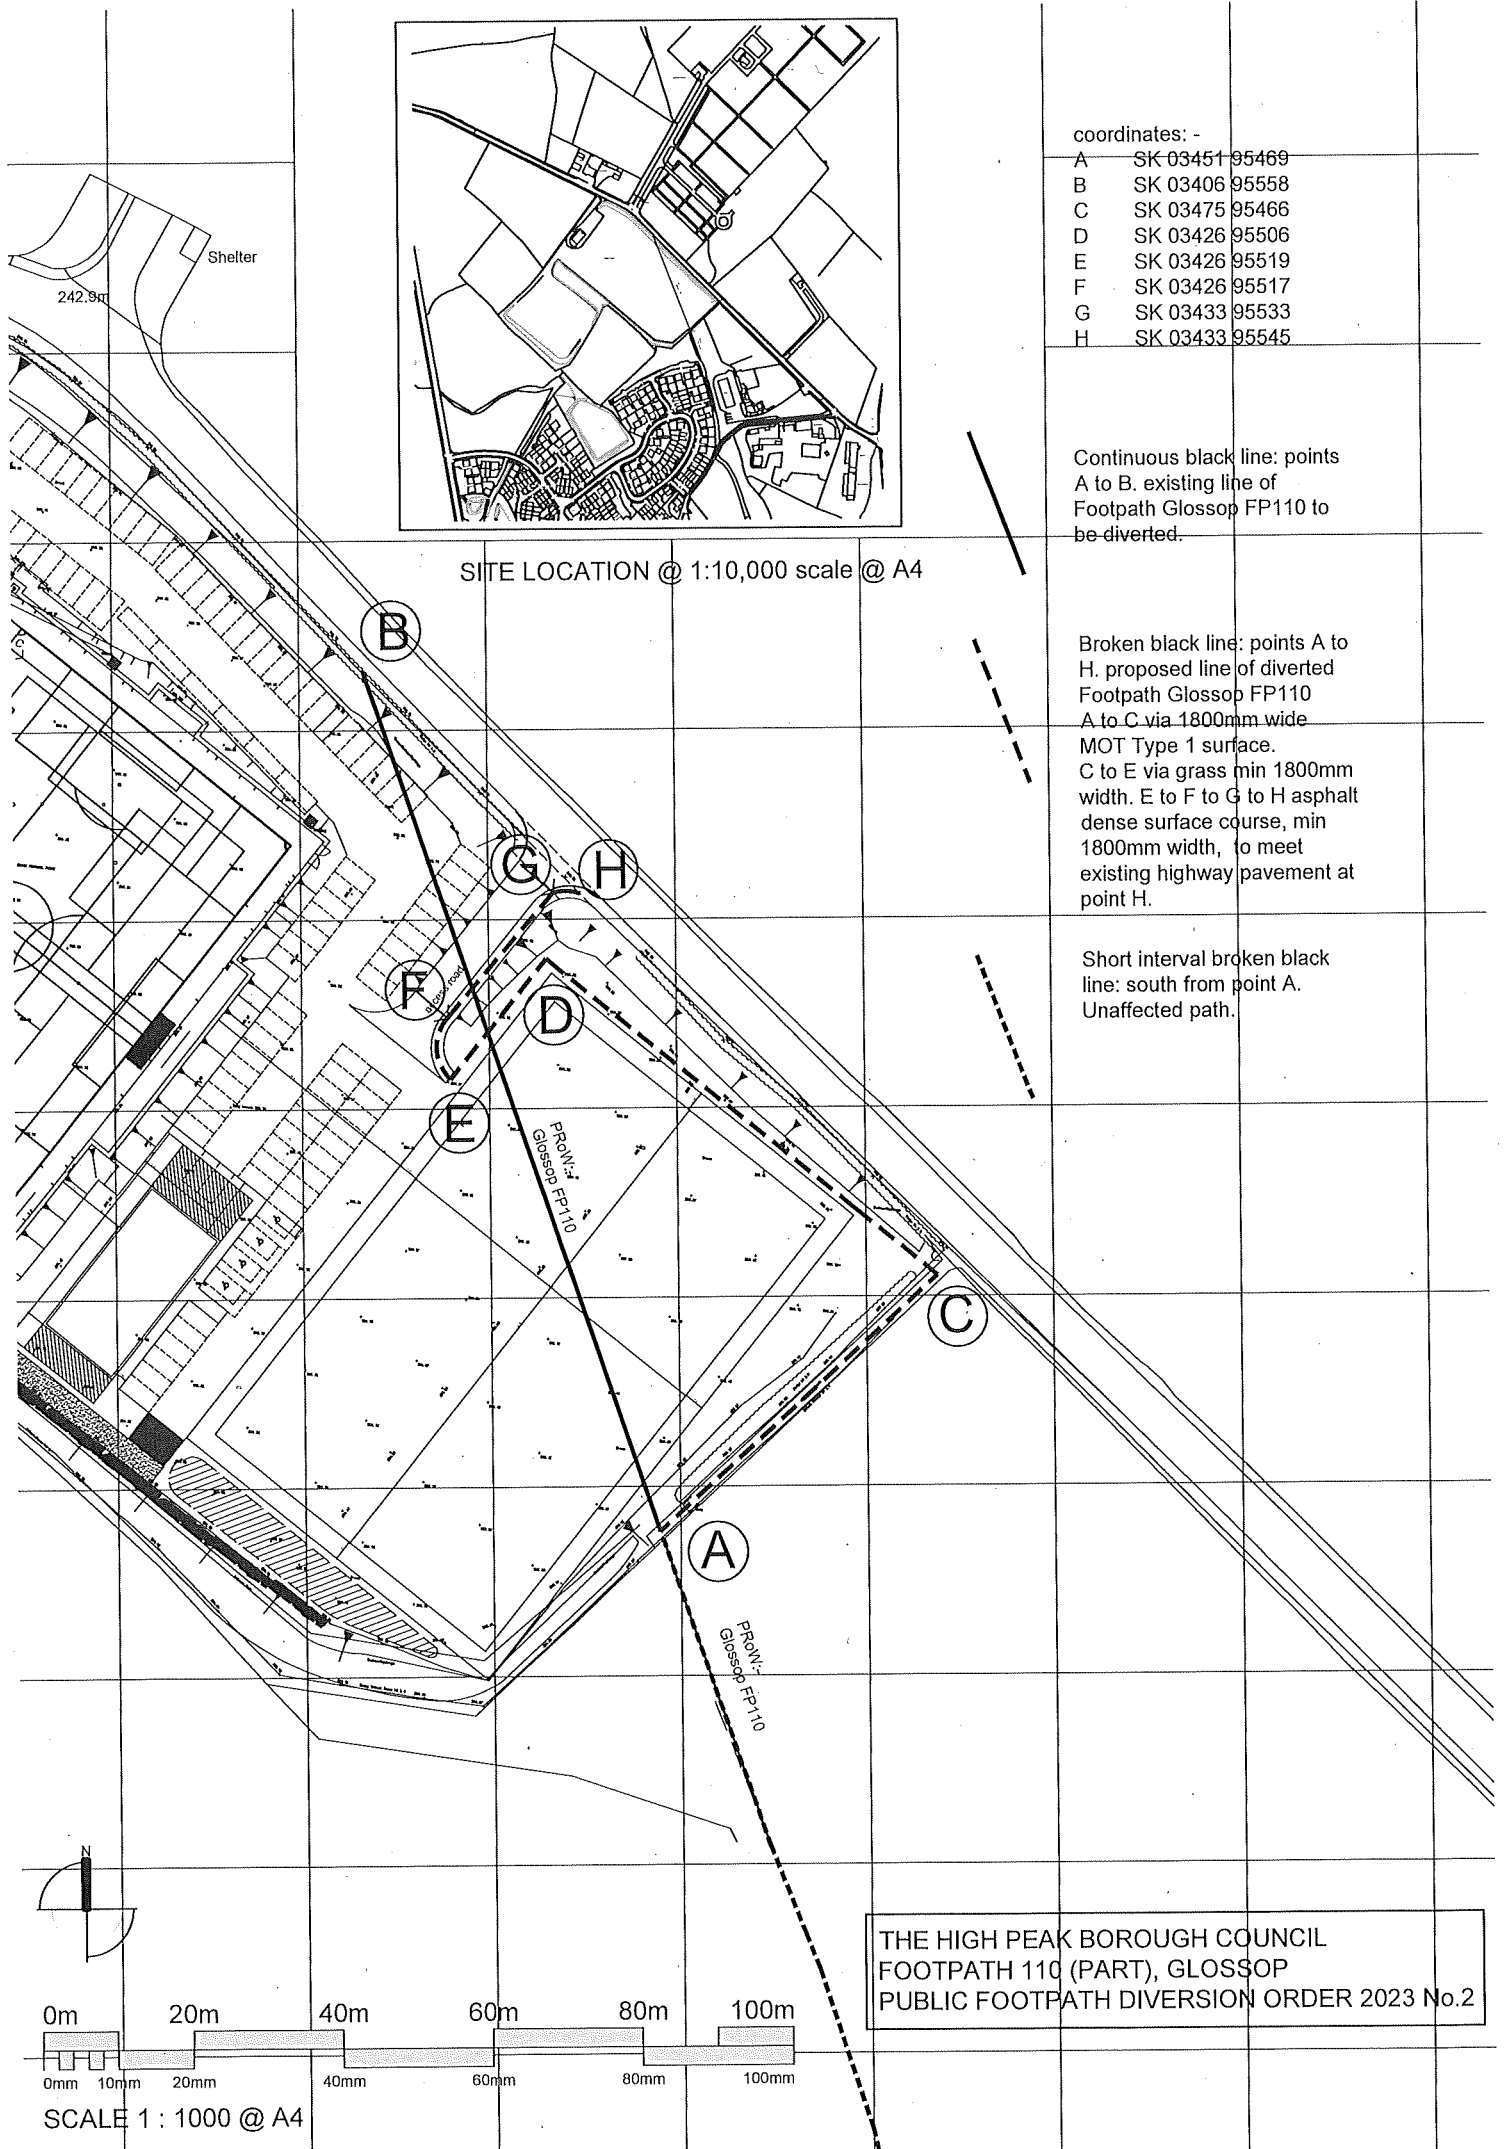 coordinates: -
A SK 03451 95469
B SK 03406 95558
C SK 03475 95466
D SK 03426 95506
E SK 03426 95519
F SK 03426 95517
G SK 03433 95533
H SK 03433 95545
Shelter
242.9m
Continuous black line: points
A to B. existing line of
Footpath Glossop FP110 to
be diverted.
SITE LOCATION @ 1:10,000 scale @ A4
Broken black line: points A to
H. proposed line of diverted
Footpath Glossop FP110
A to C via 1800mm wide
MOT Type 1 surface.
C to E via grass min 1800mm
width. E to F to G to H asphalt
dense surface course, min
1800mm width, to meet
existing highway pavement at
point H.
Short interval broken black
line: south from point A.
Unaffected path.
B
G
H
F
access road
D
E
PRoW:-
Glossop FP110
C
A
PRoW:-
Glossop FP110
N
THE HIGH PEAK BOROUGH COUNCIL
FOOTPATH 110 (PART), GLOSSOP
PUBLIC FOOTPATH DIVERSION ORDER 2023 No.2
0m 20m 40m 60m 80m 100m
0mm 10mm 20mm 40mm 60mm 80mm 100mm
SCALE 1 : 1000 @ A4